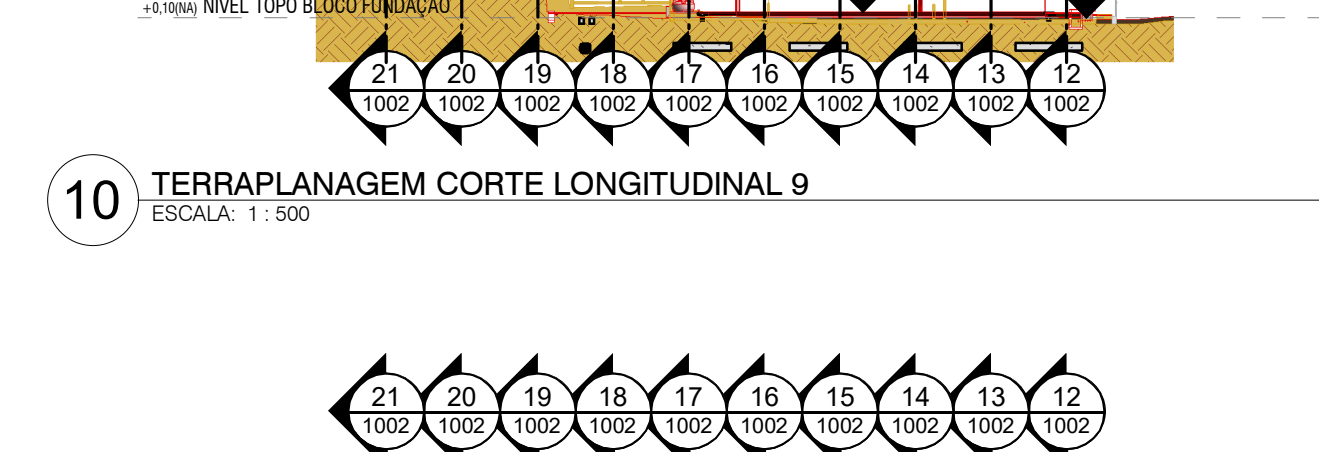 +0,10(NA) NIVEL TOPO BLOCO FUNDAÇÃO
21 20 19 18 17 16 15 14 13 12
1002 1002 1002 1002 1002 1002 1002 1002 1002 1002
10 TERRAPLANAGEM CORTE LONGITUDINAL 9
ESCALA: 1 : 500
21 20 19 18 17 16 15 14 13 12
1002 1002 1002 1002 1002 1002 1002 1002 1002 1002